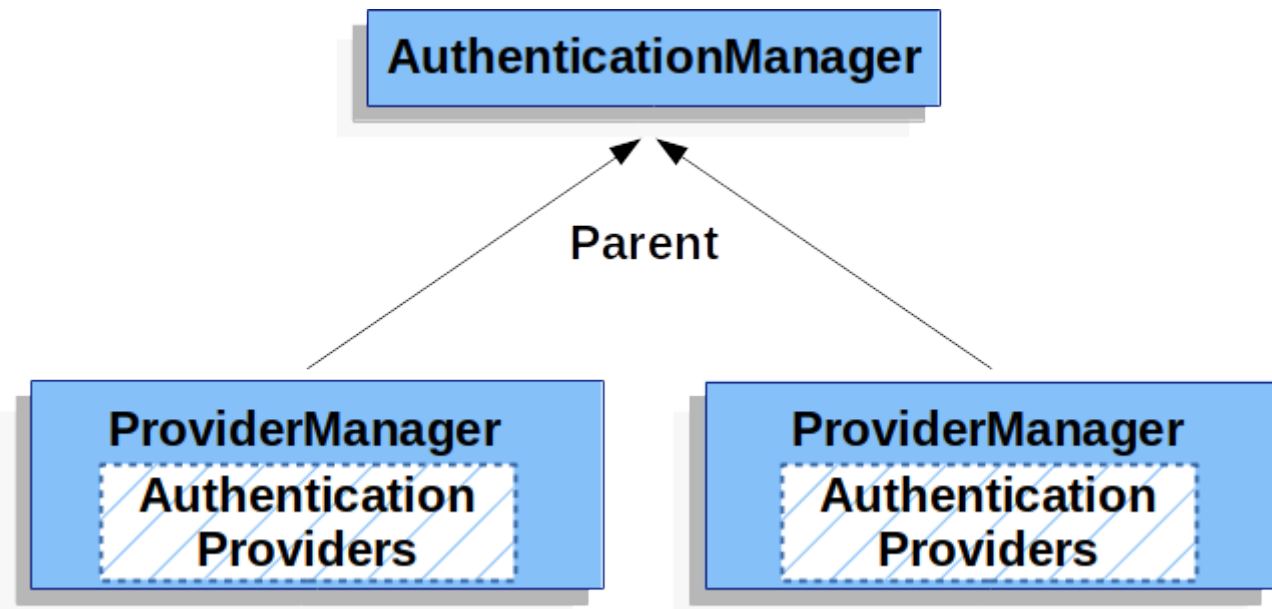 AuthenticationManager
Parent
ProviderManager
Authentication
Providers
ProviderManager
Authentication
Providers